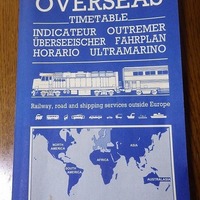 OVERSEAS
TIMETABLE
INDICATEUR OUTREMER
ÜBERSEEISCHER FAHRPLAN
HORARIO ULTRAMARINO
Railway, road and shipping services outside Europe
NORTH
AMERICA
ASIA
AFRICA
SOUTH
AMERICA
AUSTRALASIA